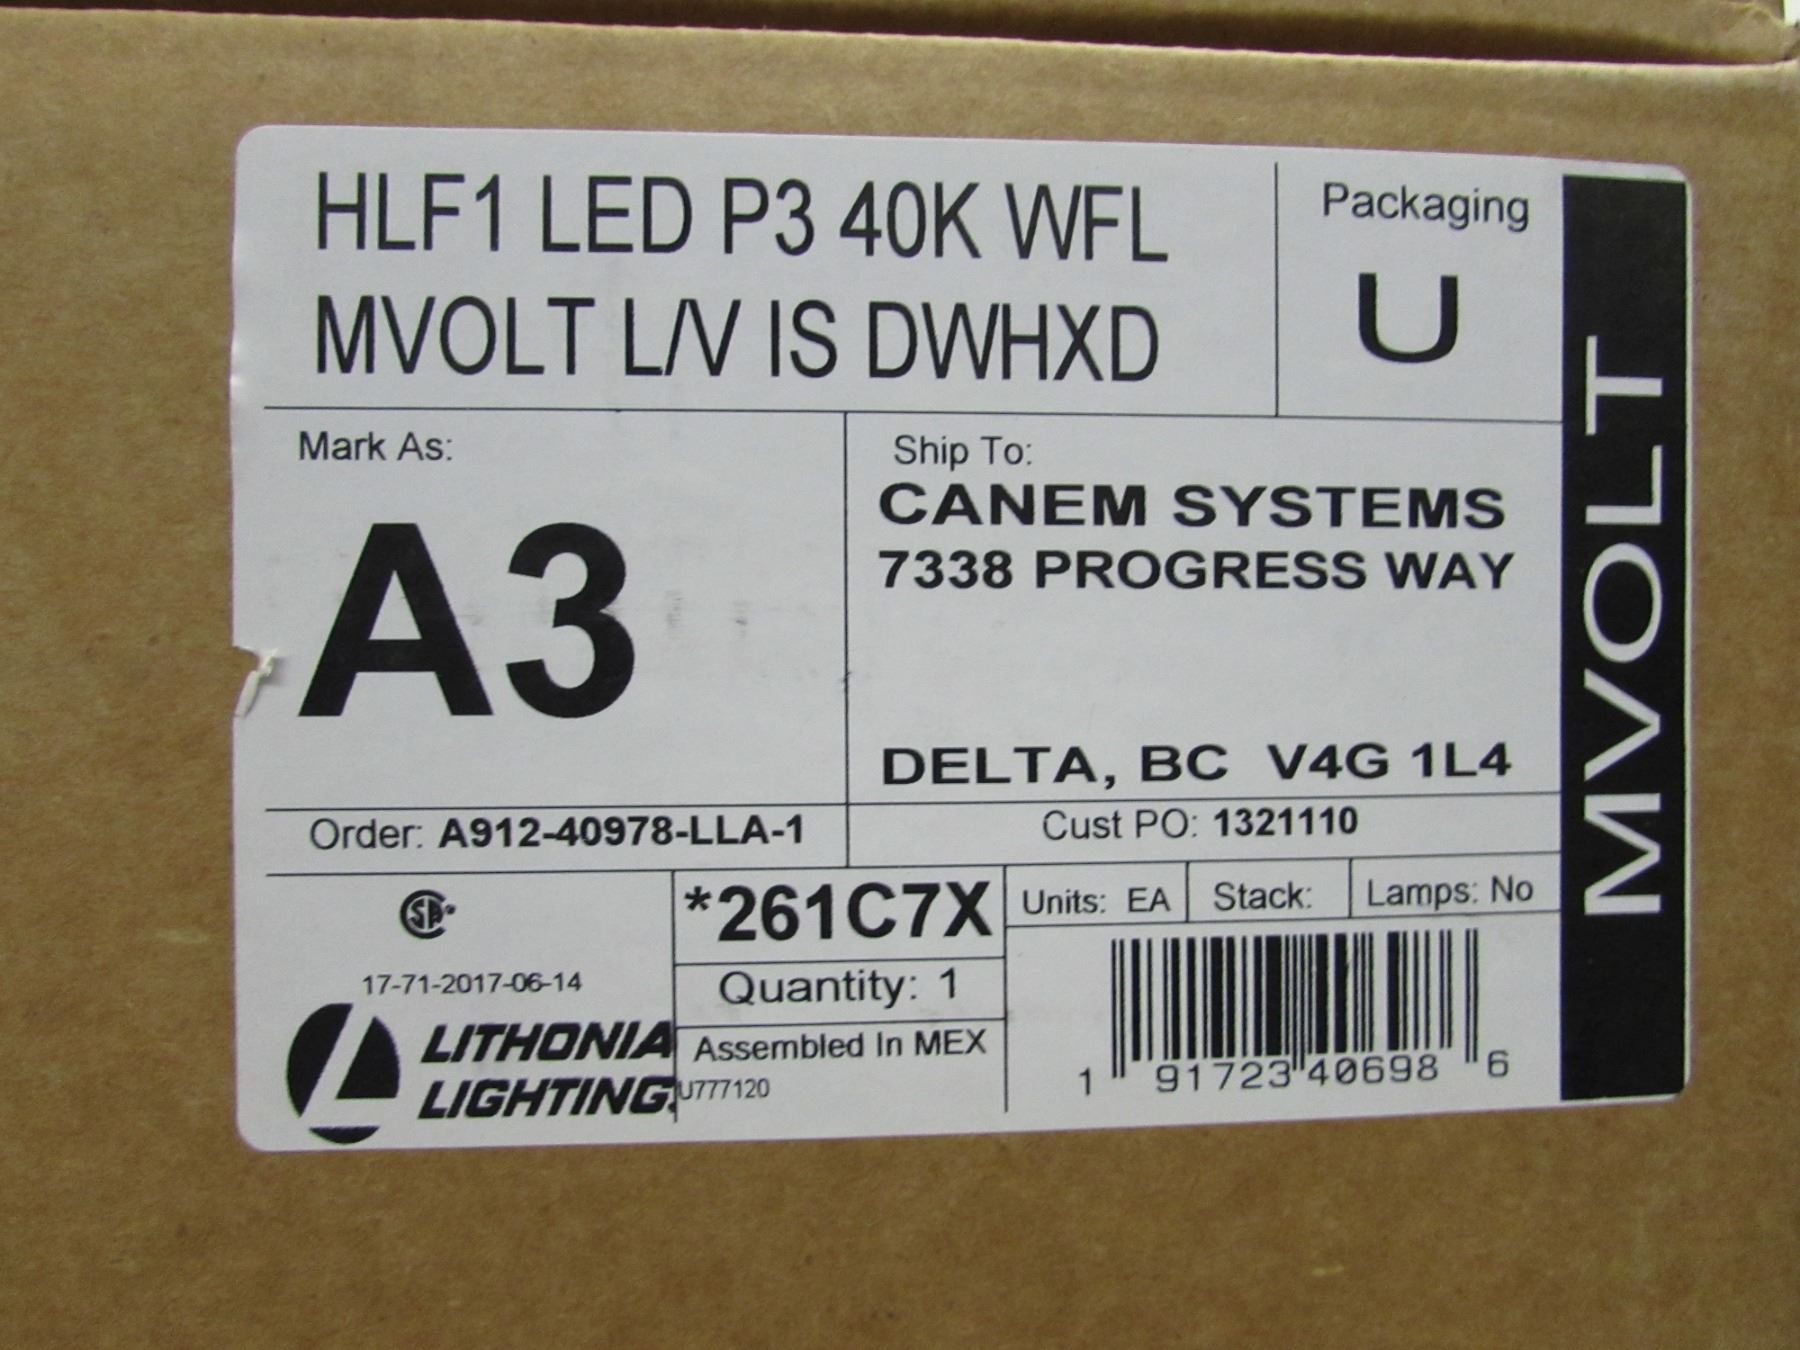 HLF1 LED P3 40K WFL
MVOLT L/V IS DWHXD
Packaging
U
MVOLT
Mark As:
A3
Ship To:
CANEM SYSTEMS
7338 PROGRESS WAY
DELTA, BC V4G 1L4
Order: A912-40978-LLA-1
Cust PO: 1321110
SP
17-71-2017-06-14
LITHONIA
LIGHTING.
*261C7X
Quantity: 1
Assembled In MEX
U777120
Units: EA
Stack:
Lamps: No
1 91723 40698 6